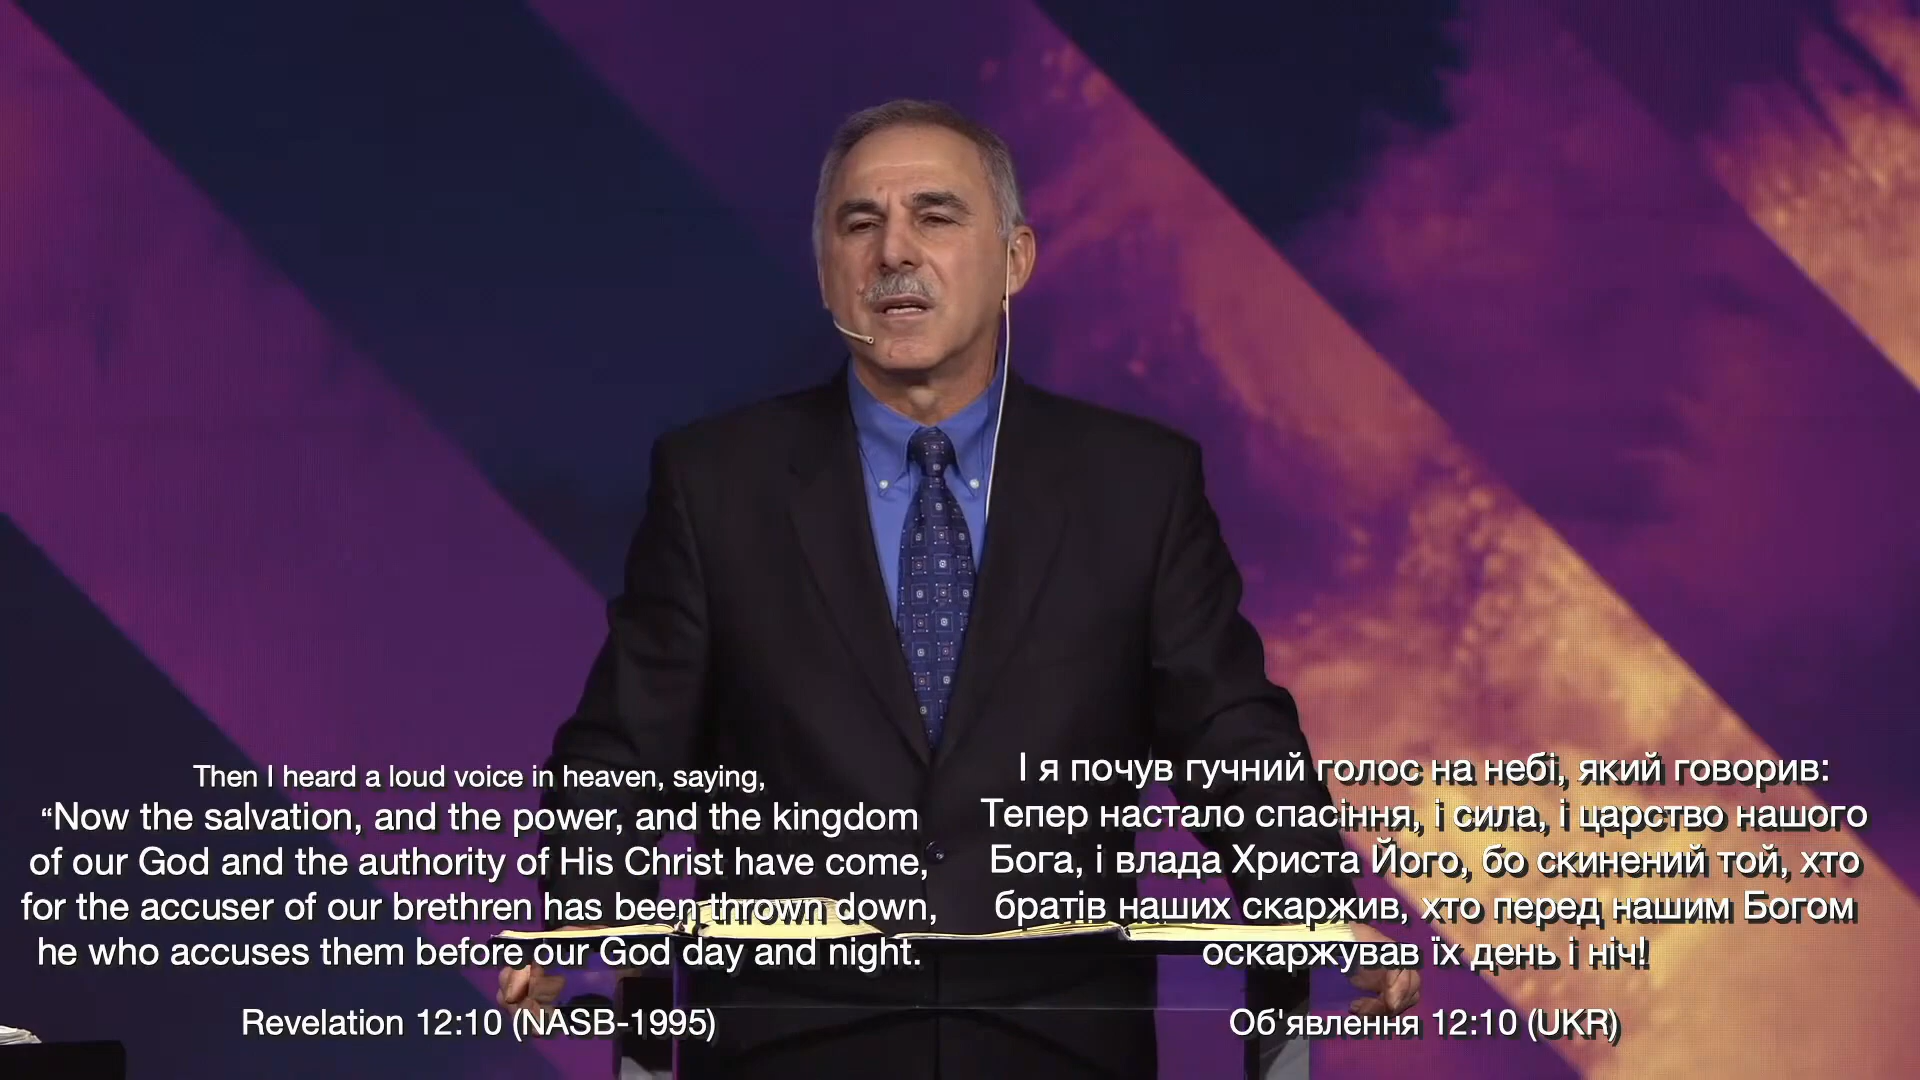 Then I heard a loud voice in heaven, saying,
“Now the salvation, and the power, and the kingdom
of our God and the authority of His Christ have come,
for the accuser of our brethren has been thrown down,
he who accuses them before our God day and night.
Revelation 12:10 (NASB-1995)
І я почув гучний голос на небі, який говорив:
Тепер настало спасіння, і сила, і царство нашого
Бога, і влада Христа Його, бо скинений той, хто
братів наших скаржив, хто перед нашим Богом
оскаржував їх день і ніч!
Об'явлення 12:10 (UKR)